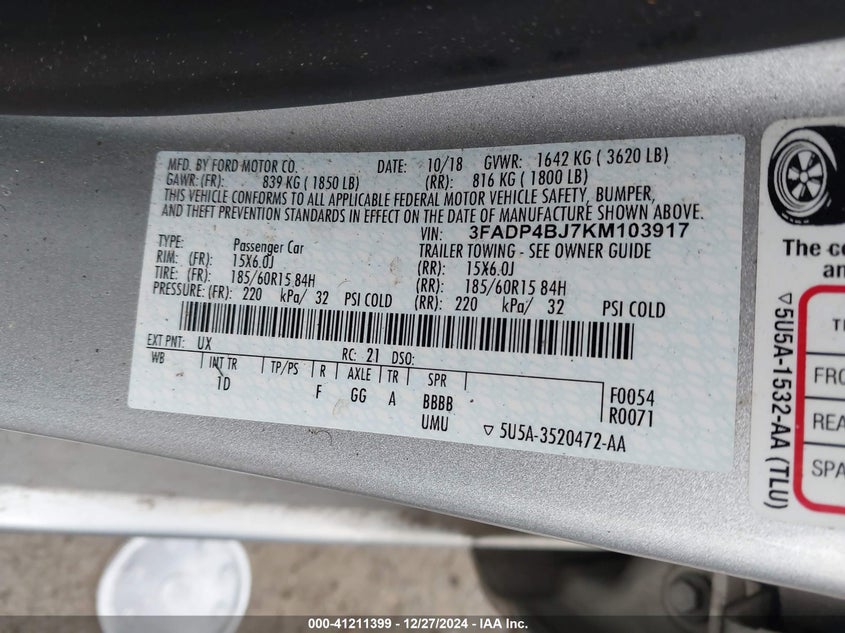 MFD. BY FORD MOTOR CO. DATE: 10/18 GVWR: 1642 KG ( 3620 LB)
GAWR: (FR): 839 KG ( 1850 LB) (RR): 816 KG ( 1800 LB)
THIS VEHICLE CONFORMS TO ALL APPLICABLE FEDERAL MOTOR VEHICLE SAFETY, BUMPER,
AND THEFT PREVENTION STANDARDS IN EFFECT ON THE DATE OF MANUFACTURE SHOWN ABOVE.
VIN: 3FADP4BJ7KM103917
TYPE: Passenger Car TRAILER TOWING - SEE OWNER GUIDE
RIM: (FR): 15X6.0J (RR): 15X6.0J
TIRE: (FR): 185/60R15 84H (RR): 185/60R15 84H
PRESSURE: (FR): 220 kPa/ 32 PSI COLD (RR): 220 kPa/ 32 PSI COLD
EXT PNT: UX RC: 21 DSO:
WB INT TR TP/PS R AXLE TR SPR F0054
1D F GG A BBBB R0071
UMU ▽ 5U5A-3520472-AA
The co
an
▽5U5A-1532-AA (TLU)
TI
FRO
REA
SPA
000-41211399 - 12/27/2024 - IAA Inc.